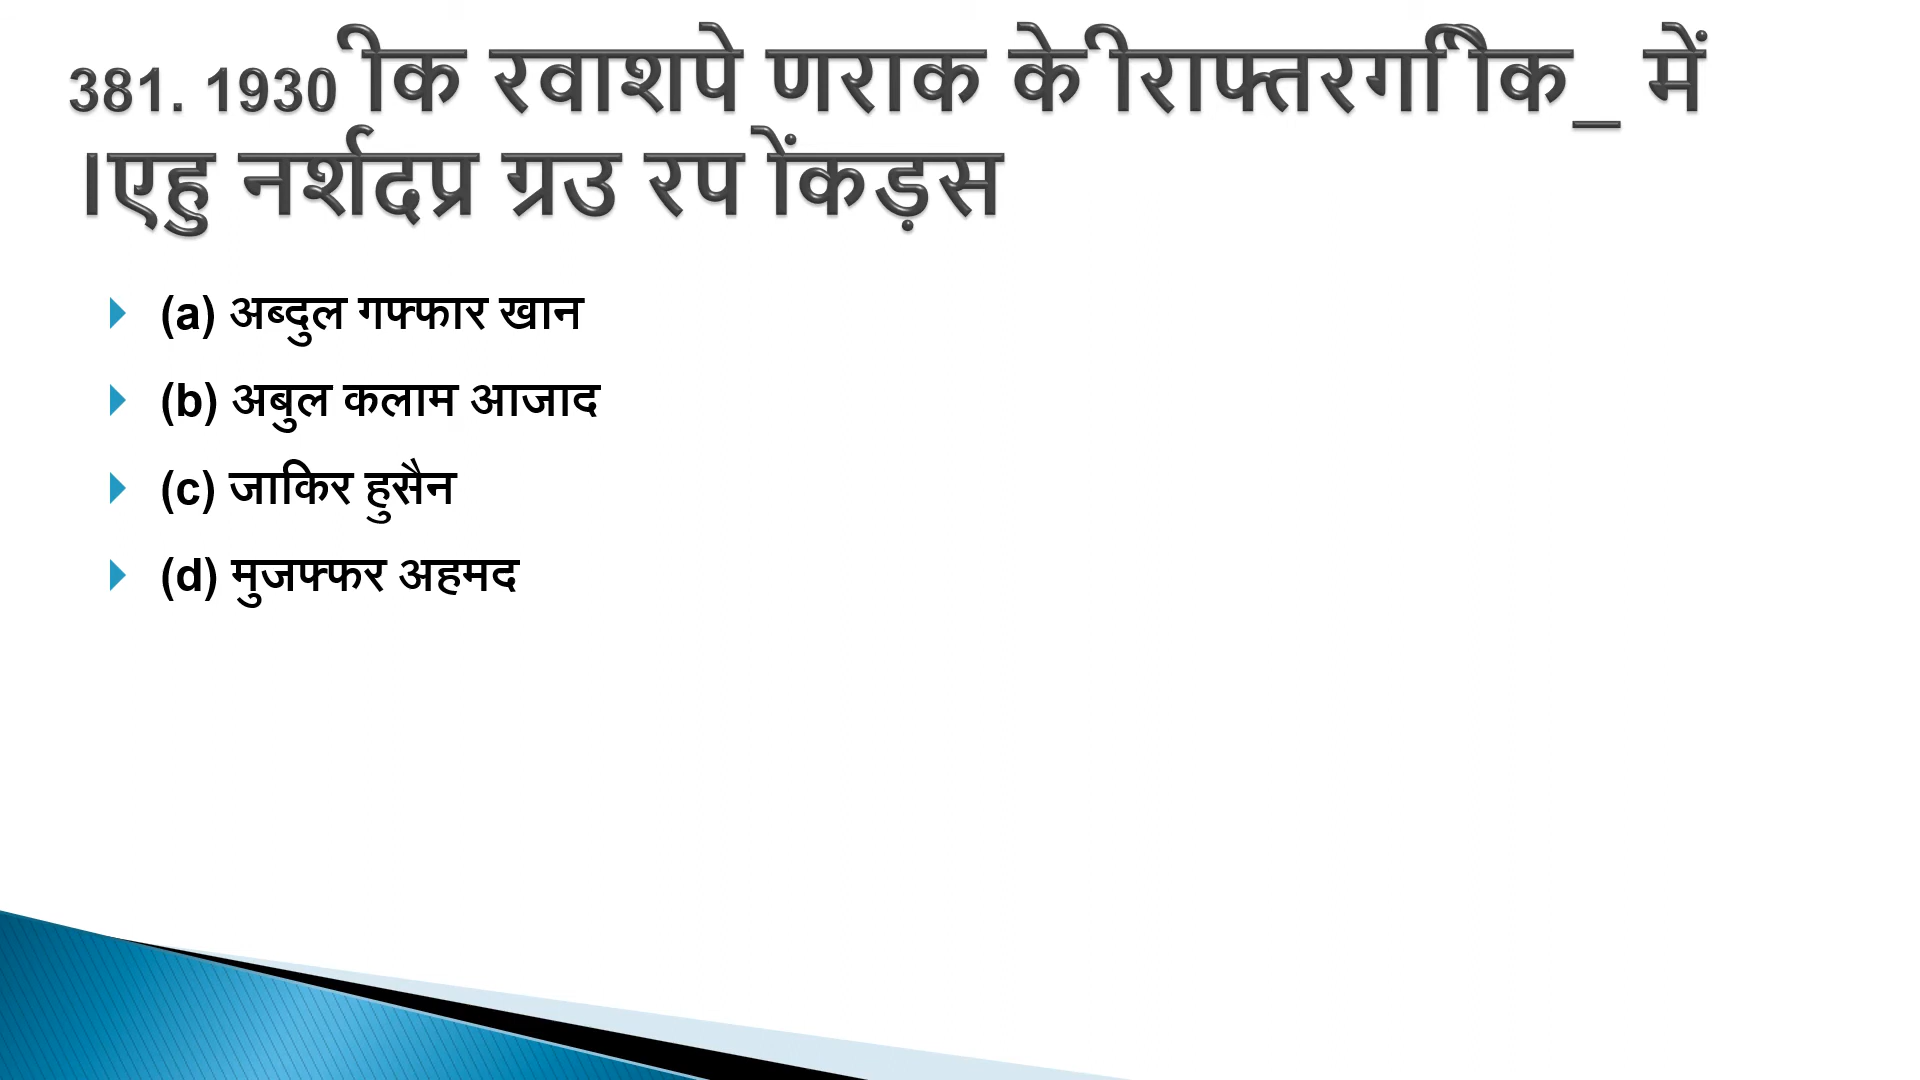 381. 1930 ीक रवाशपे णराक के ीराफ्तरगि ीक_ में
।एहु नर्शदप्र ग्रउ रप ोंकड़स
(a) अब्दुल गफ्फार खान
(b) अबुल कलाम आजाद
(c) जाकिर हुसैन
(d) मुजफ्फर अहमद